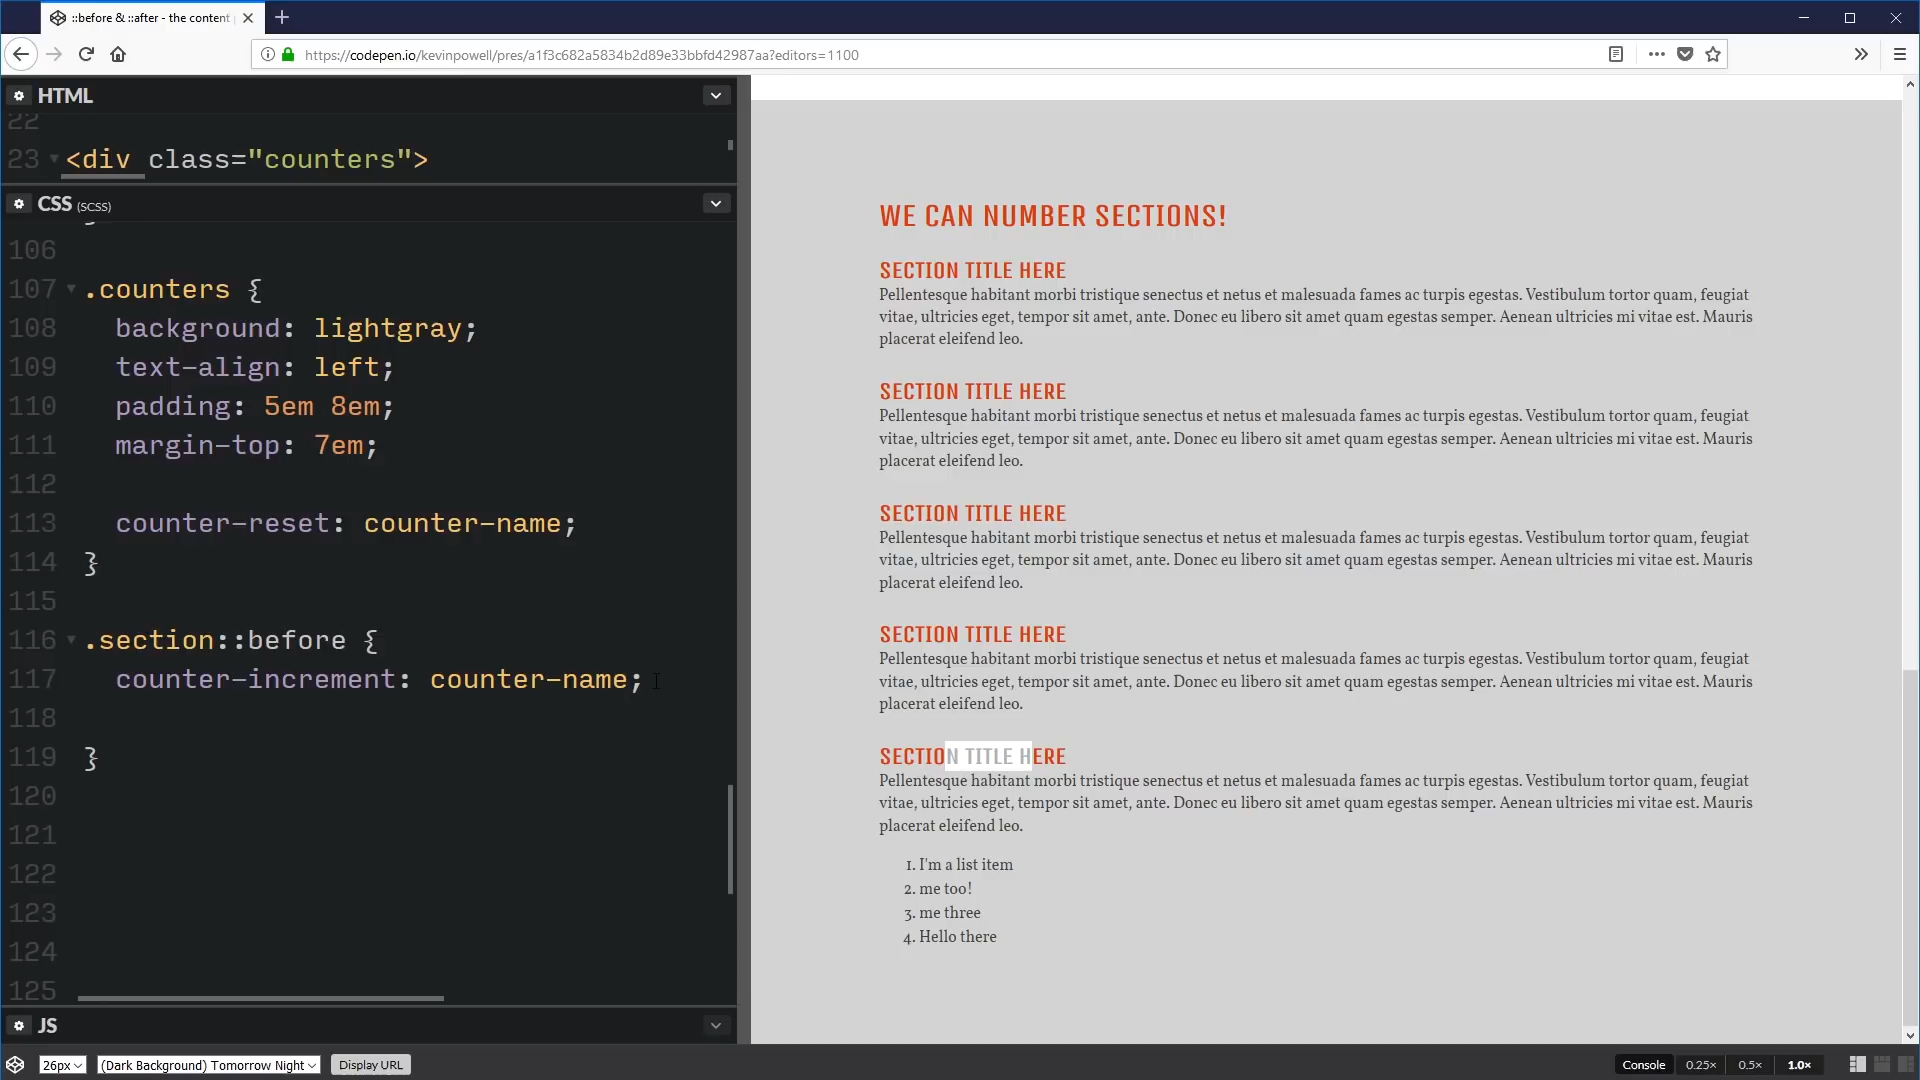 ::before & ::after - the content
https://codepen.io/kevinpowell/pres/a1f3c682a5834b2d89e33bbfd42987aa?editors=1100
HTML
22
23 <div class="counters">
CSS (SCSS)
106
107 .counters {
108 background: lightgray;
109 text-align: left;
110 padding: 5em 8em;
111 margin-top: 7em;
112
113 counter-reset: counter-name;
114 }
115
116 .section::before {
117 counter-increment: counter-name;
118
119 }
120
121
122
123
124
125
JS
WE CAN NUMBER SECTIONS!
SECTION TITLE HERE
Pellentesque habitant morbi tristique senectus et netus et malesuada fames ac turpis egestas. Vestibulum tortor quam, feugiat
vitae, ultricies eget, tempor sit amet, ante. Donec eu libero sit amet quam egestas semper. Aenean ultricies mi vitae est. Mauris
placerat eleifend leo.
SECTION TITLE HERE
Pellentesque habitant morbi tristique senectus et netus et malesuada fames ac turpis egestas. Vestibulum tortor quam, feugiat
vitae, ultricies eget, tempor sit amet, ante. Donec eu libero sit amet quam egestas semper. Aenean ultricies mi vitae est. Mauris
placerat eleifend leo.
SECTION TITLE HERE
Pellentesque habitant morbi tristique senectus et netus et malesuada fames ac turpis egestas. Vestibulum tortor quam, feugiat
vitae, ultricies eget, tempor sit amet, ante. Donec eu libero sit amet quam egestas semper. Aenean ultricies mi vitae est. Mauris
placerat eleifend leo.
SECTION TITLE HERE
Pellentesque habitant morbi tristique senectus et netus et malesuada fames ac turpis egestas. Vestibulum tortor quam, feugiat
vitae, ultricies eget, tempor sit amet, ante. Donec eu libero sit amet quam egestas semper. Aenean ultricies mi vitae est. Mauris
placerat eleifend leo.
SECTION TITLE HERE
Pellentesque habitant morbi tristique senectus et netus et malesuada fames ac turpis egestas. Vestibulum tortor quam, feugiat
vitae, ultricies eget, tempor sit amet, ante. Donec eu libero sit amet quam egestas semper. Aenean ultricies mi vitae est. Mauris
placerat eleifend leo.
1. I'm a list item
2. me too!
3. me three
4. Hello there
26px (Dark Background) Tomorrow Night Display URL Console 0.25× 0.5× 1.0×